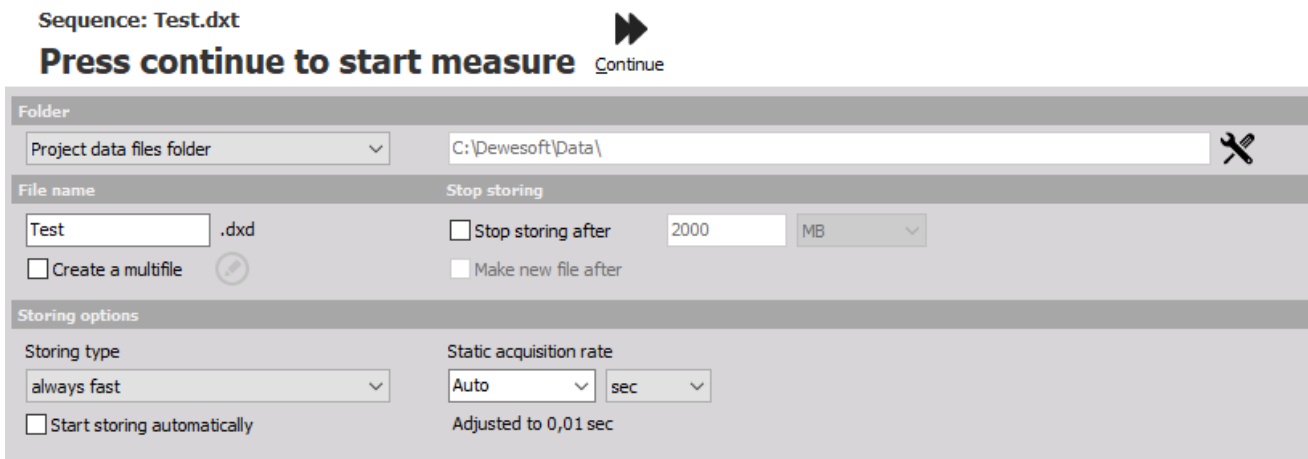 Sequence: Test.dxt
Press continue to start measure
Continue
Folder
Project data files folder
C:\Dewesoft\Data\
File name
Stop storing
Test .dxd
Stop storing after 2000 MB
Create a multifile
Make new file after
Storing options
Storing type
Static acquisition rate
always fast
Auto sec
Start storing automatically
Adjusted to 0,01 sec